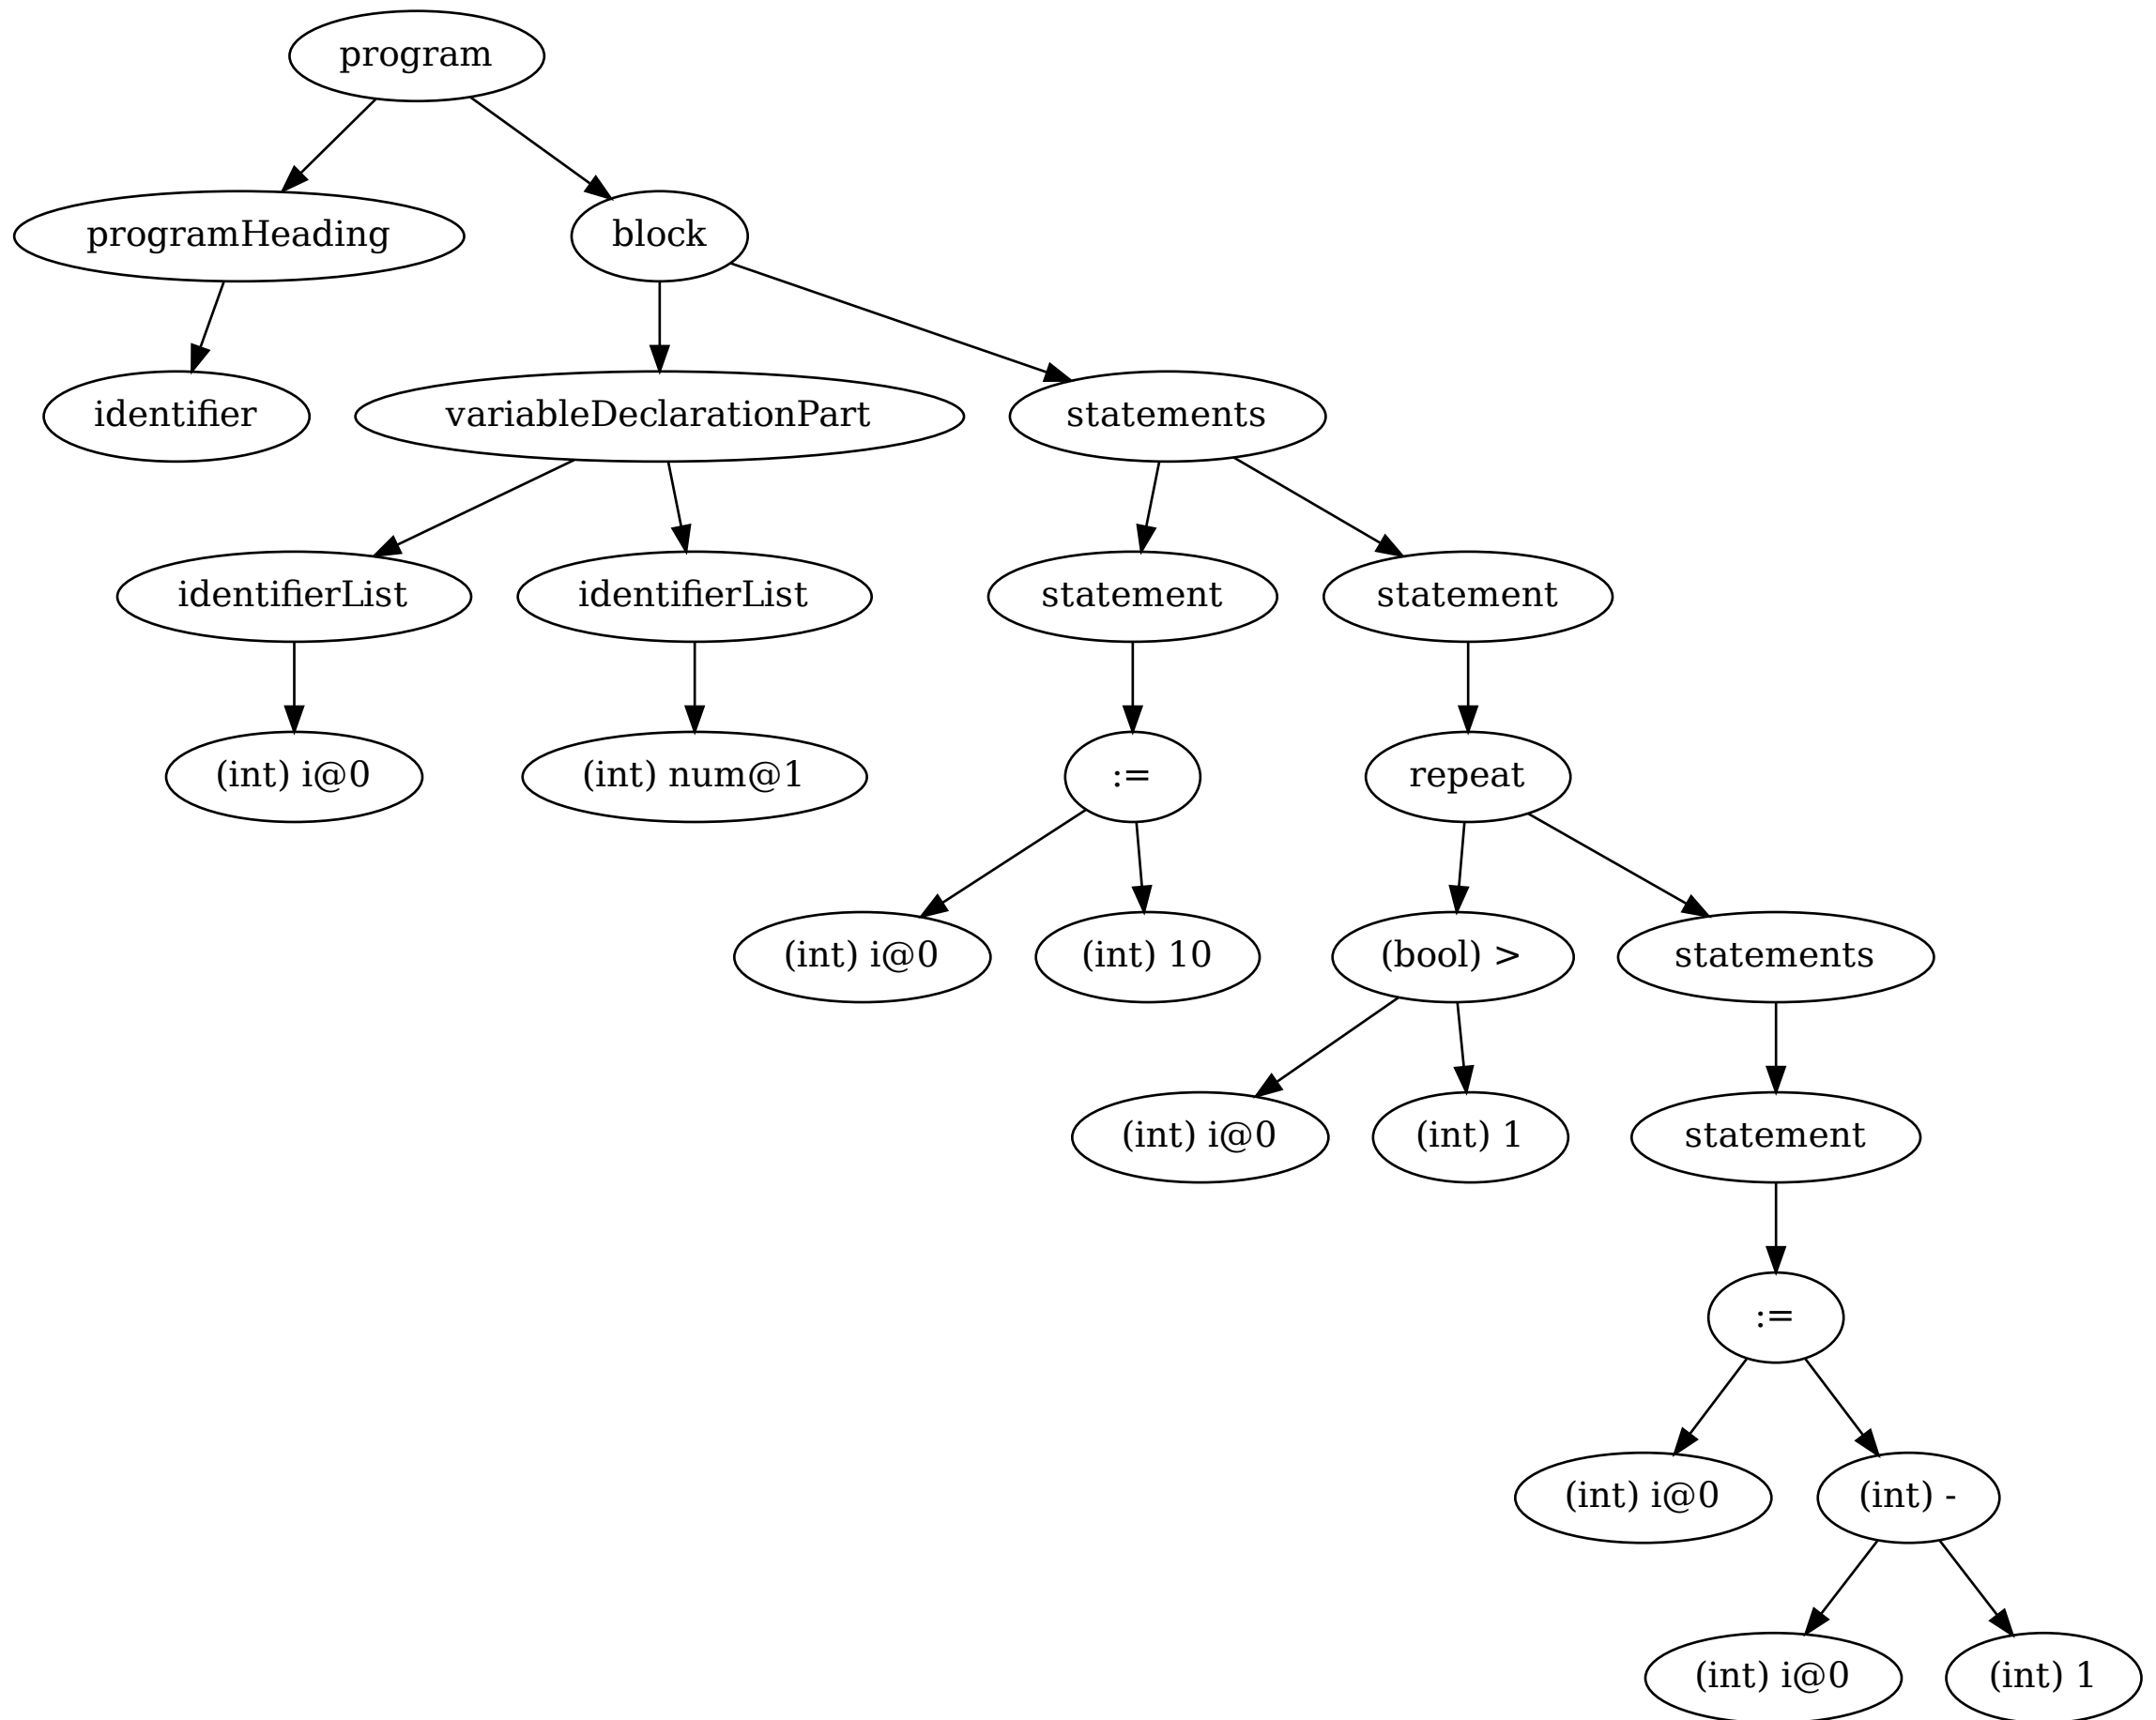 program
programHeading
block
identifier
variableDeclarationPart
statements
identifierList
identifierList
statement
statement
(int) i@0
(int) num@1
:=
repeat
(int) i@0
(int) 10
(bool) >
statements
(int) i@0
(int) 1
statement
:=
(int) i@0
(int) -
(int) i@0
(int) 1